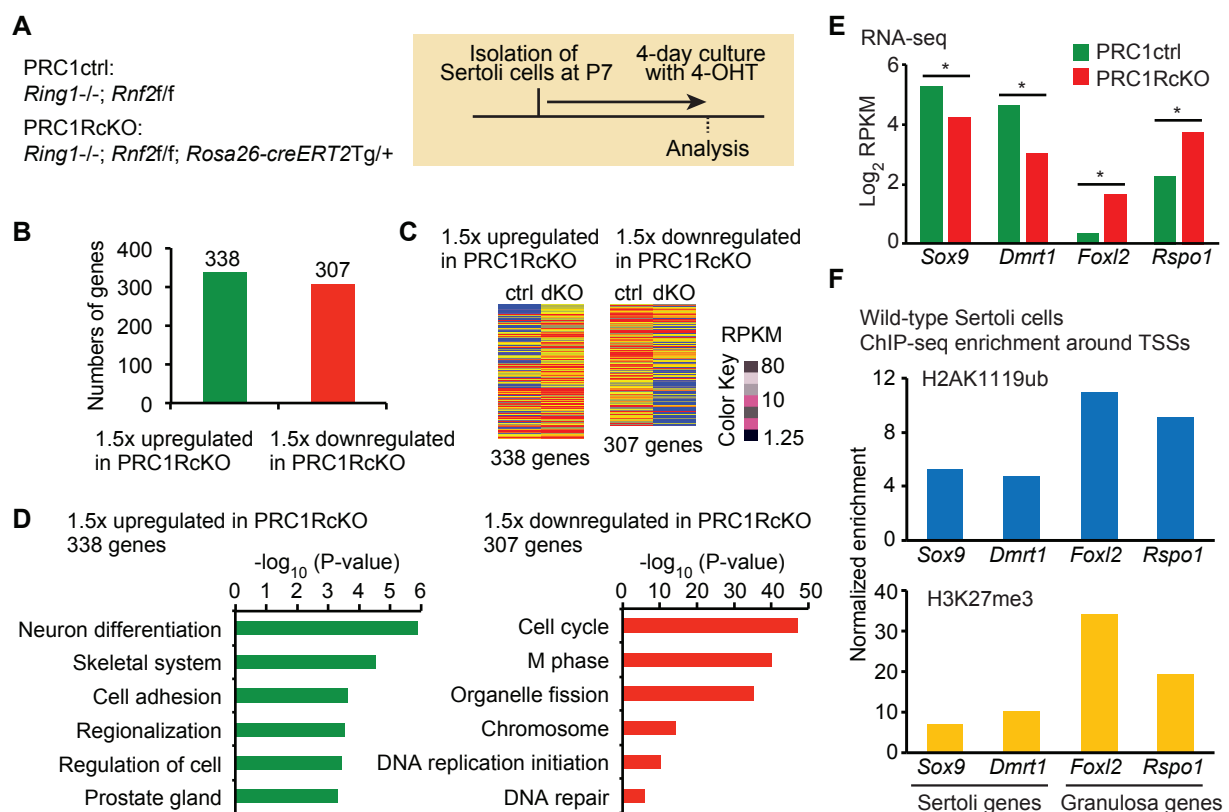 A
PRC1ctrl:
Ring1-/-; Rnf2f/f
PRC1RcKO:
Ring1-/-; Rnf2f/f; Rosa26-creERT2Tg/+
Isolation of
Sertoli cells at P7
4-day culture
with 4-OHT
Analysis
B
Numbers of genes
400
300
200
100
0
338
307
1.5x upregulated
in PRC1RcKO
1.5x downregulated
in PRC1RcKO
C
1.5x upregulated
in PRC1RcKO
1.5x downregulated
in PRC1RcKO
ctrl dKO
ctrl dKO
338 genes
307 genes
RPKM
Color Key
80
10
1.25
D
1.5x upregulated in PRC1RcKO
338 genes
-log10 (P-value)
0 1 2 3 4 5 6
Neuron differentiation
Skeletal system
Cell adhesion
Regionalization
Regulation of cell
Prostate gland
1.5x downregulated in PRC1RcKO
307 genes
-log10 (P-value)
0 10 20 30 40 50
Cell cycle
M phase
Organelle fission
Chromosome
DNA replication initiation
DNA repair
E
RNA-seq
PRC1ctrl
PRC1RcKO
Log2 RPKM
6
4
2
0
* * * *
Sox9 Dmrt1 Foxl2 Rspo1
F
Wild-type Sertoli cells
ChIP-seq enrichment around TSSs
Normalized enrichment
H2AK1119ub
12
8
4
0
Sox9 Dmrt1 Foxl2 Rspo1
H3K27me3
40
30
20
10
0
Sox9 Dmrt1 Foxl2 Rspo1
Sertoli genes Granulosa genes